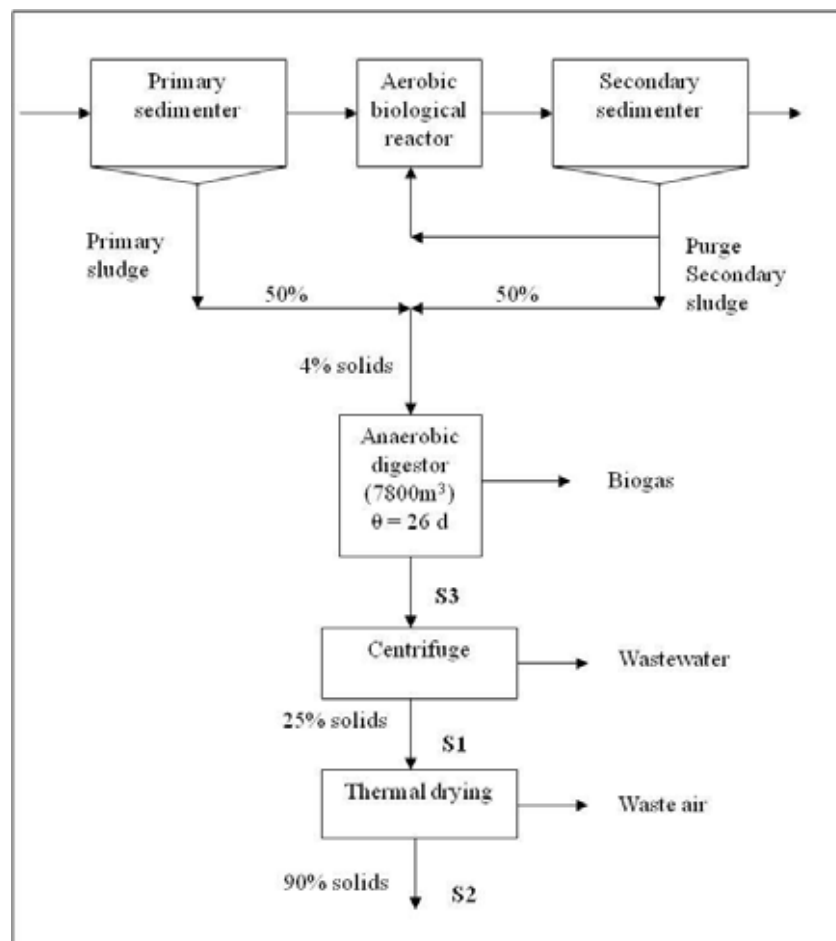 Primary
sedimenter
Aerobic
biological
reactor
Secondary
sedimenter
Primary
sludge
50%
50%
Purge
Secondary
sludge
4% solids
Anaerobic
digestor
(7800m³)
θ = 26 d
Biogas
S3
Centrifuge
Wastewater
25% solids
S1
Thermal drying
Waste air
90% solids
S2